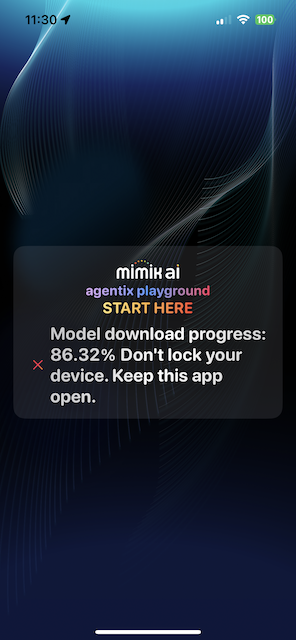 11:30
100
mimik ai
agentix playground
START HERE
Model download progress:
86.32% Don't lock your
device. Keep this app
open.